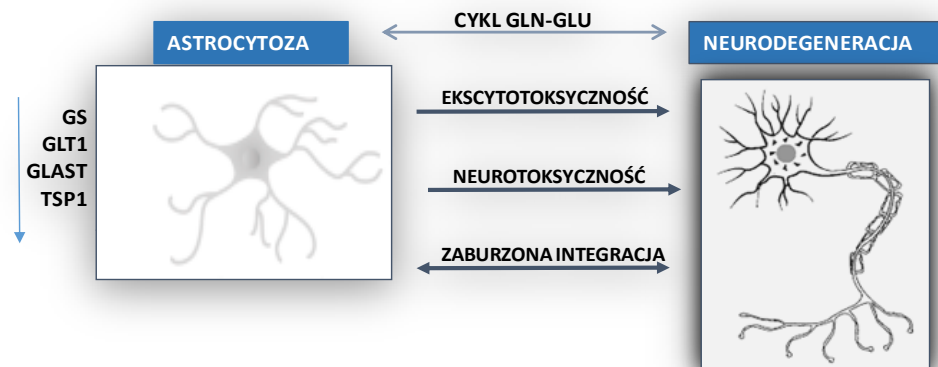 CYKL GLN-GLU
ASTROCYTOZA
NEURODEGENERACJA
GS
GLT1
GLAST
TSP1
EKSCYTOTOKSYCZNOŚĆ
NEUROTOKSYCZNOŚĆ
ZABURZONA INTEGRACJA